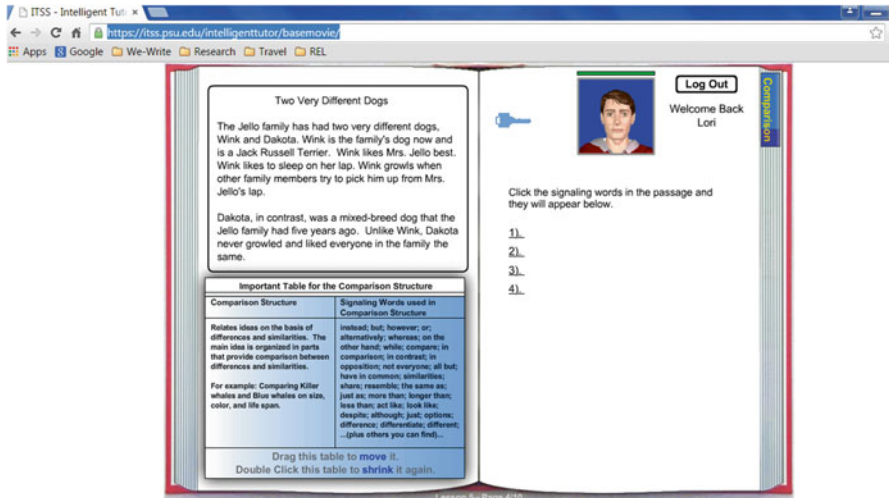 ITSS - Intelligent Tut
https://itss.psu.edu/intelligenttutor/basemovie/
Apps Google We-Write Research Travel REL
Two Very Different Dogs
The Jello family has had two very different dogs,
Wink and Dakota. Wink is the family's dog now and
is a Jack Russell Terrier. Wink likes Mrs. Jello best.
Wink likes to sleep on her lap. Wink growls when
other family members try to pick him up from Mrs.
Jello's lap.
Dakota, in contrast, was a mixed-breed dog that the
Jello family had five years ago. Unlike Wink, Dakota
never growled and liked everyone in the family the
same.
Important Table for the Comparison Structure
Comparison Structure
Relates ideas on the basis of
differences and similarities. The
main idea is organized in parts
that provide comparison between
differences and similarities.
For example: Comparing Killer
whales and Blue whales on size,
color, and life span.
Signaling Words used in
Comparison Structure
instead; but; however; or;
alternatively; whereas; on the
other hand; while; compare; in
comparison; in contrast; in
opposition; not everyone; all but;
have in common; similarities;
share; resemble; the same as;
just as; more than; longer than;
less than; act like; look like;
despite; although; just; options;
difference; differentiate; different;
...(plus others you can find)...
Drag this table to move it.
Double Click this table to shrink it again.
Log Out
Welcome Back
Lori
Comparison
Click the signaling words in the passage and
they will appear below.
1).
2).
3).
4).